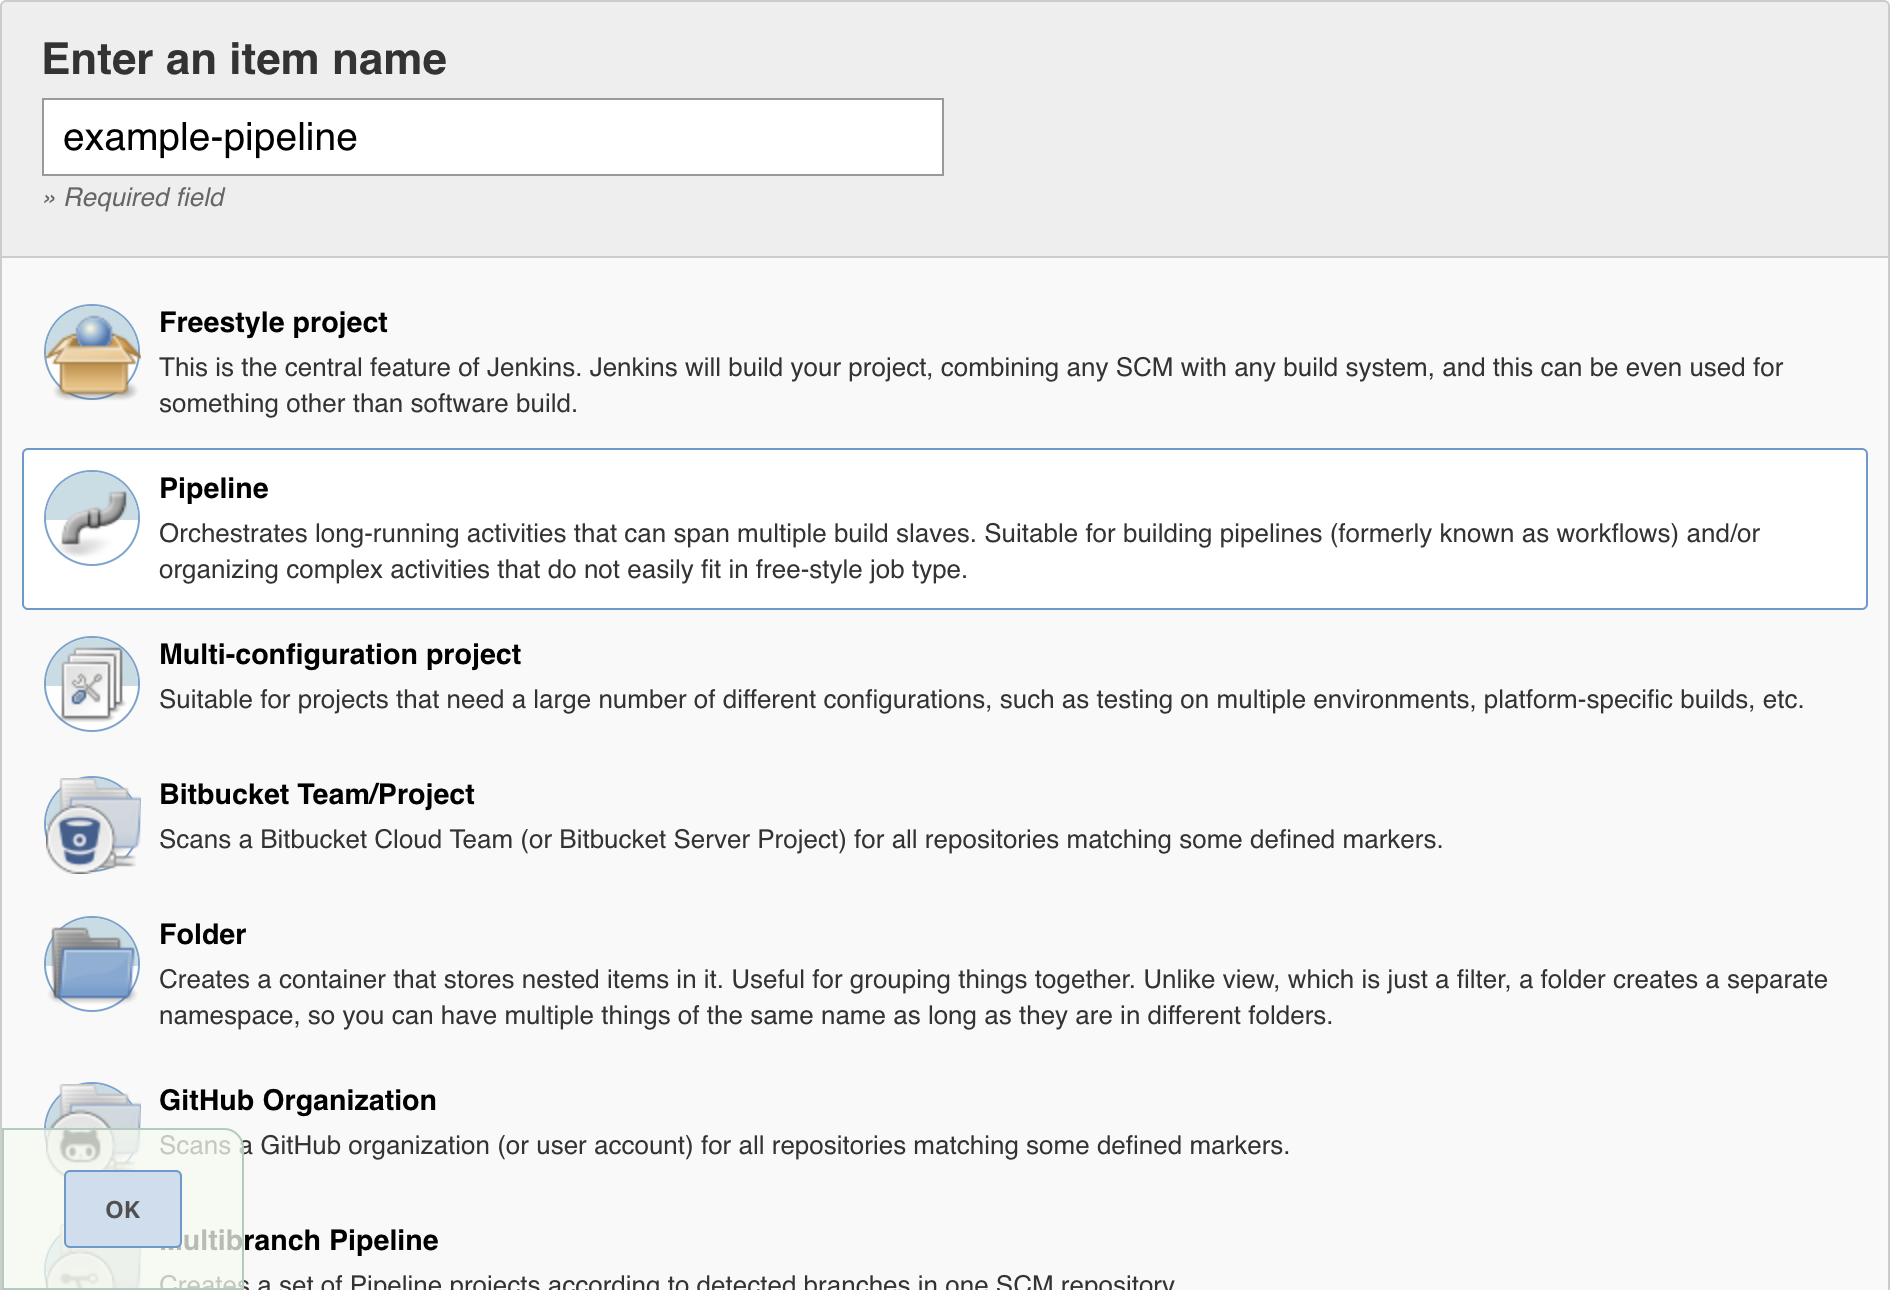 Enter an item name
example-pipeline
» Required field
Freestyle project
This is the central feature of Jenkins. Jenkins will build your project, combining any SCM with any build system, and this can be even used for
something other than software build.
Pipeline
Orchestrates long-running activities that can span multiple build slaves. Suitable for building pipelines (formerly known as workflows) and/or
organizing complex activities that do not easily fit in free-style job type.
Multi-configuration project
Suitable for projects that need a large number of different configurations, such as testing on multiple environments, platform-specific builds, etc.
Bitbucket Team/Project
Scans a Bitbucket Cloud Team (or Bitbucket Server Project) for all repositories matching some defined markers.
Folder
Creates a container that stores nested items in it. Useful for grouping things together. Unlike view, which is just a filter, a folder creates a separate
namespace, so you can have multiple things of the same name as long as they are in different folders.
GitHub Organization
Scans a GitHub organization (or user account) for all repositories matching some defined markers.
OK
Multibranch Pipeline
Creates a set of Pipeline projects according to detected branches in one SCM repository.